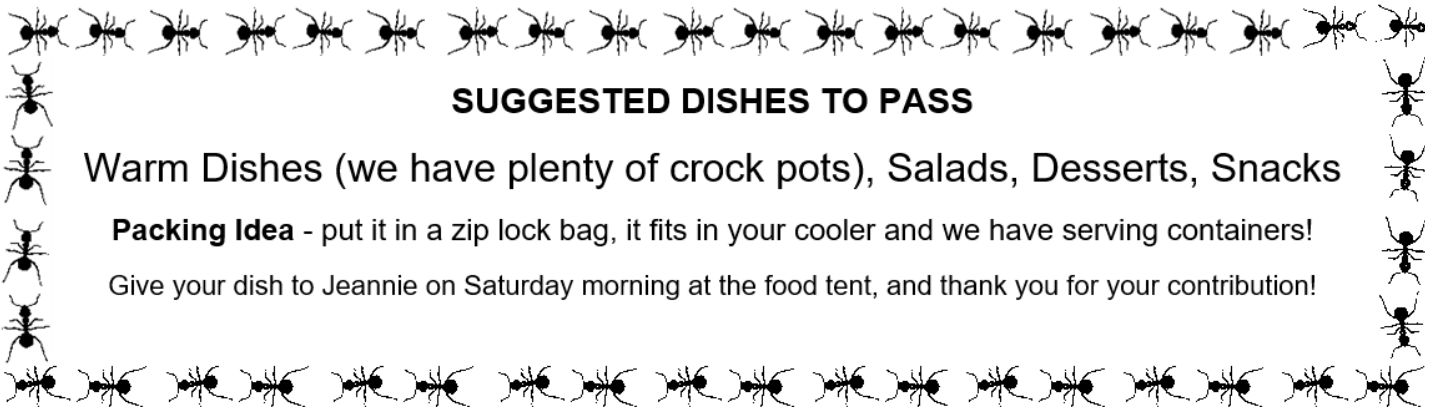 SUGGESTED DISHES TO PASS
Warm Dishes (we have plenty of crock pots), Salads, Desserts, Snacks
Packing Idea - put it in a zip lock bag, it fits in your cooler and we have serving containers!
Give your dish to Jeannie on Saturday morning at the food tent, and thank you for your contribution!